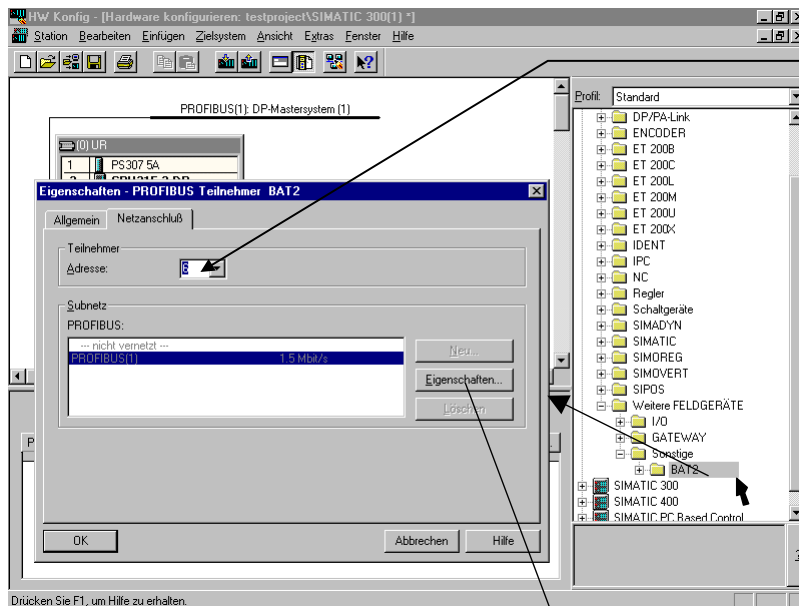 HW Konfig - [Hardware konfigurieren: testproject\SIMATIC 300(1) *]
Station Bearbeiten Einfügen Zielsystem Ansicht Extras Fenster Hilfe
PROFIBUS(1): DP-Mastersystem (1)
(0) UR
1 PS307 5A
Eigenschaften - PROFIBUS Teilnehmer BAT2
Allgemein Netzanschluß
Teilnehmer
Adresse: 6
Subnetz
PROFIBUS:
--- nicht vernetzt ---
PROFIBUS(1) 1.5 Mbit/s
Neu...
Eigenschaften...
Löschen
OK Abbrechen Hilfe
Profil: Standard
DP/PA-Link
ENCODER
ET 200B
ET 200C
ET 200L
ET 200M
ET 200U
ET 200X
IDENT
IPC
NC
Regler
Schaltgeräte
SIMADYN
SIMATIC
SIMOREG
SIMOVERT
SIPOS
Weitere FELDGERÄTE
I/O
GATEWAY
Sonstige
BAT2
SIMATIC 300
SIMATIC 400
SIMATIC PC Based Control
Drücken Sie F1, um Hilfe zu erhalten.